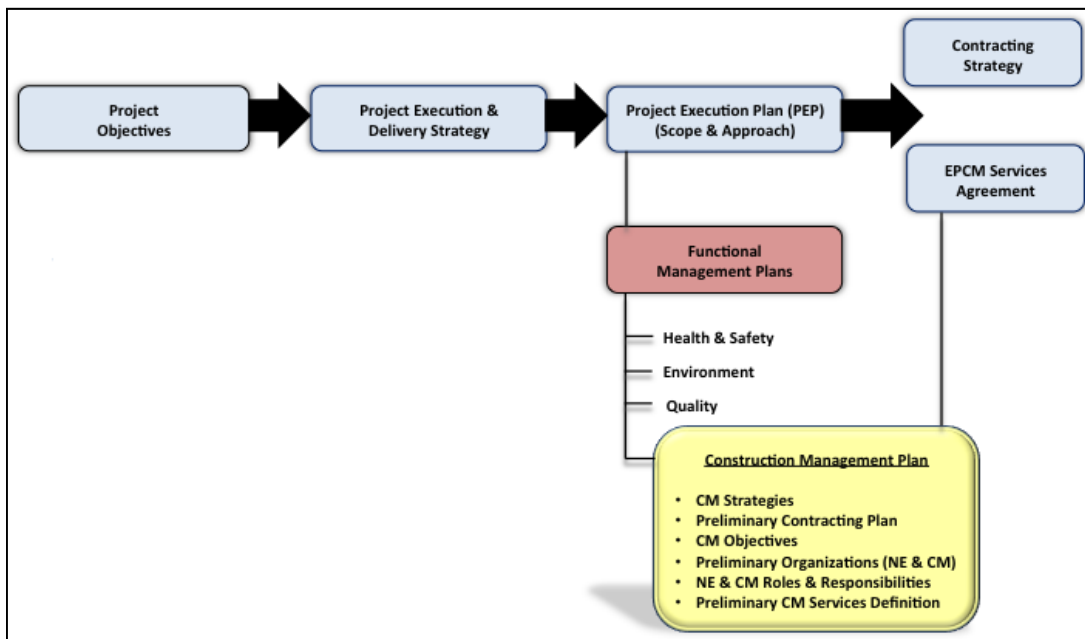 Contracting
Strategy
Project
Objectives
Project Execution &
Delivery Strategy
Project Execution Plan (PEP)
(Scope & Approach)
EPCM Services
Agreement
Functional
Management Plans
Health & Safety
Environment
Quality
Construction Management Plan
• CM Strategies
• Preliminary Contracting Plan
• CM Objectives
• Preliminary Organizations (NE & CM)
• NE & CM Roles & Responsibilities
• Preliminary CM Services Definition